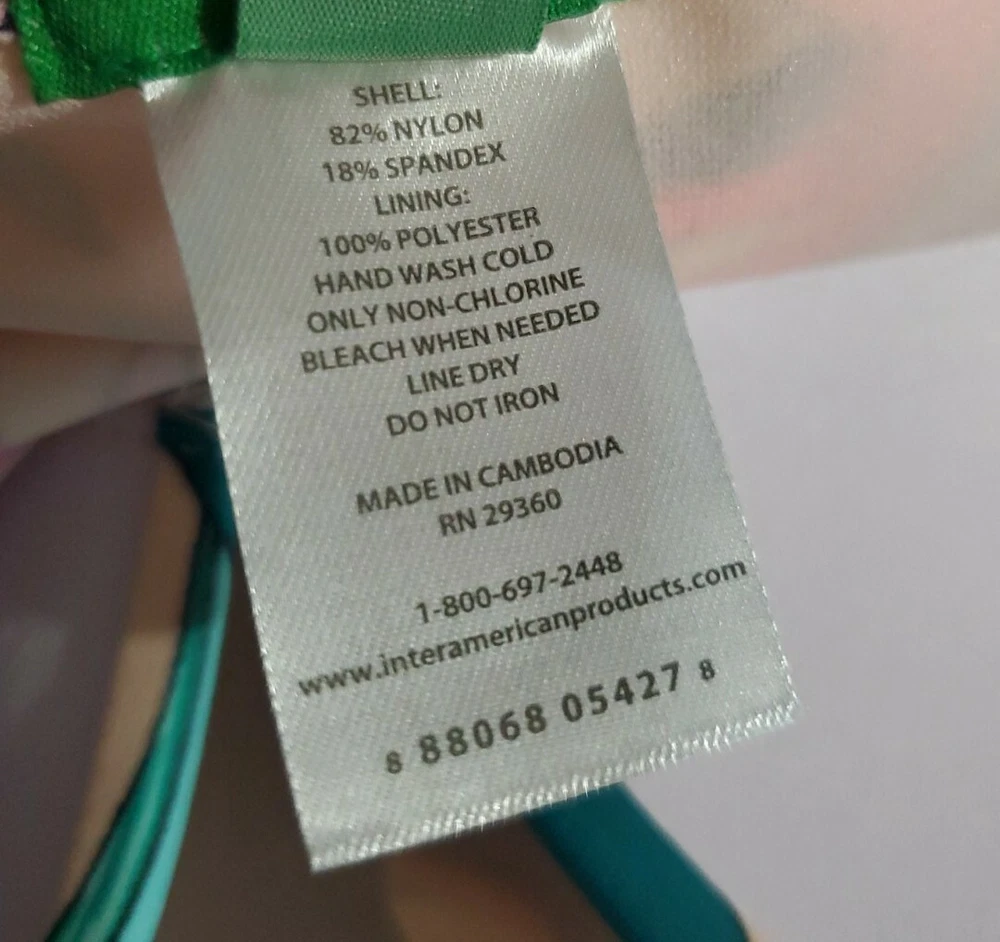 SHELL:
82% NYLON
18% SPANDEX
LINING:
100% POLYESTER
HAND WASH COLD
ONLY NON-CHLORINE
BLEACH WHEN NEEDED
LINE DRY
DO NOT IRON
MADE IN CAMBODIA
RN 29360
1-800-697-2448
www.interamericanproducts.com
8 88068 05427 8